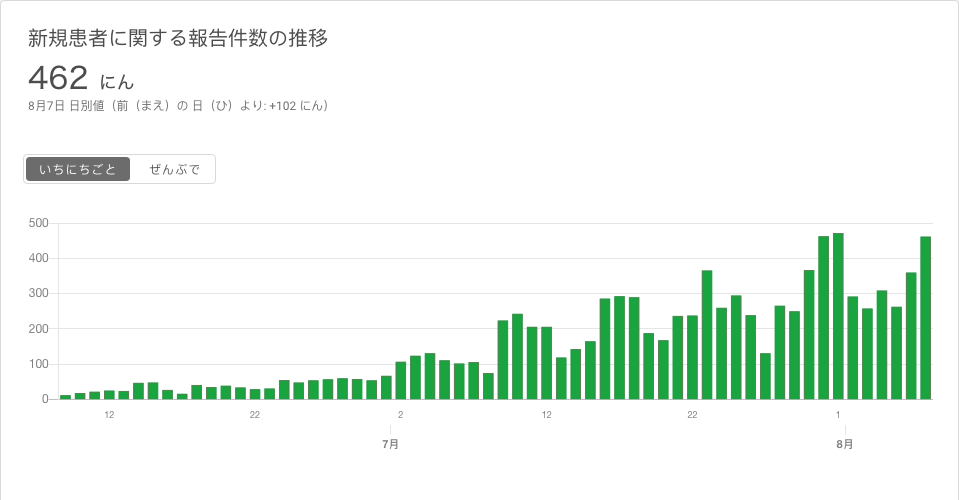 新規患者に関する報告件数の推移
462 にん
8月7日 日別値（前（まえ）の 日（ひ）より: +102 にん）
いちにちごと ぜんぶで
500
400
300
200
100
0
12 22 2 12 22 1
7月 8月